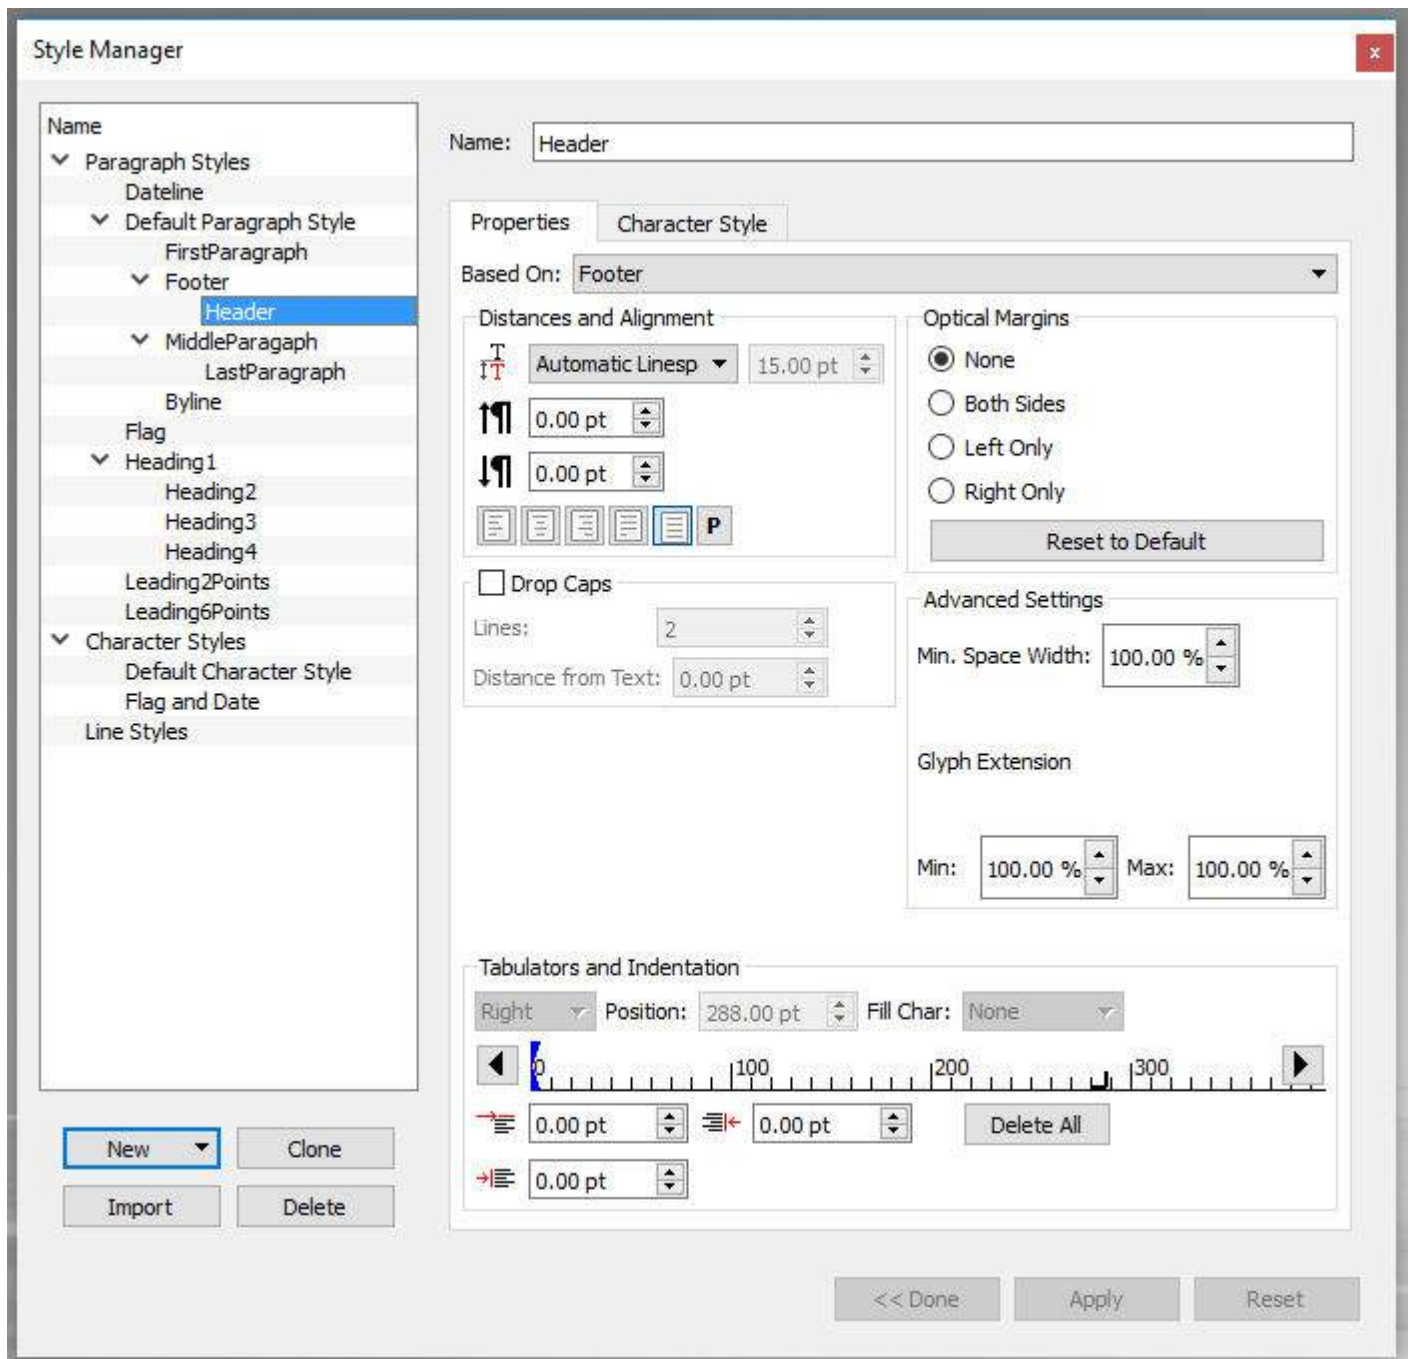 Style Manager
x
Name
Paragraph Styles
Dateline
Default Paragraph Style
FirstParagraph
Footer
Header
MiddleParagaph
LastParagraph
Byline
Flag
Heading1
Heading2
Heading3
Heading4
Leading2Points
Leading6Points
Character Styles
Default Character Style
Flag and Date
Line Styles
New
Clone
Import
Delete
Name: Header
Properties Character Style
Based On: Footer
Distances and Alignment
Automatic Linesp 15.00 pt
0.00 pt
0.00 pt
P
Optical Margins
None
Both Sides
Left Only
Right Only
Reset to Default
Drop Caps
Lines: 2
Distance from Text: 0.00 pt
Advanced Settings
Min. Space Width: 100.00 %
Glyph Extension
Min: 100.00 % Max: 100.00 %
Tabulators and Indentation
Right Position: 288.00 pt Fill Char: None
0 100 200 300
0.00 pt 0.00 pt Delete All
0.00 pt
<< Done Apply Reset